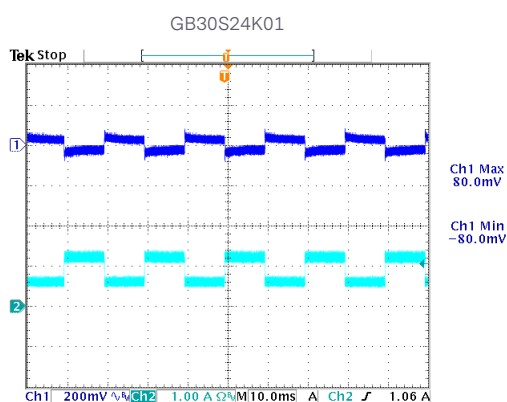 GB30S24K01
Tek Stop
T
T
1
Ch1 Max
80.0mV
Ch1 Min
−80.0mV
2
Ch1 200mV Ch2 1.00 A Ω M 10.0ms A Ch2 1.06 A